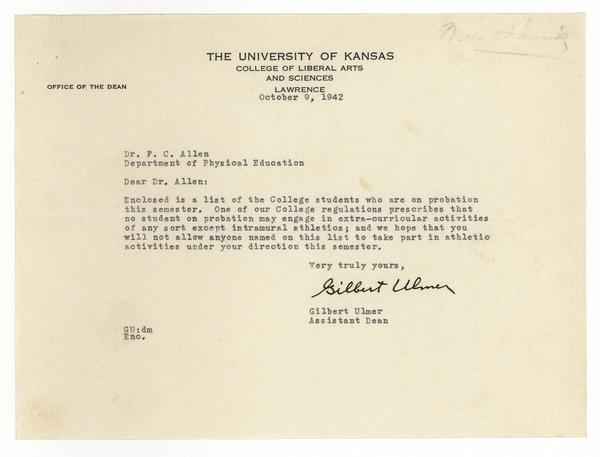 THE UNIVERSITY OF KANSAS
COLLEGE OF LIBERAL ARTS
AND SCIENCES
LAWRENCE
OFFICE OF THE DEAN
October 9, 1942
Dr. F. C. Allen
Department of Physical Education
Dear Dr. Allen:
Enclosed is a list of the College students who are on probation
this semester. One of our College regulations prescribes that
no student on probation may engage in extra-curricular activities
of any sort except intramural athletics; and we hope that you
will not allow anyone named on this list to take part in athletic
activities under your direction this semester.
Very truly yours,
Gilbert Ulmer
Gilbert Ulmer
Assistant Dean
GU:dm
Enc.